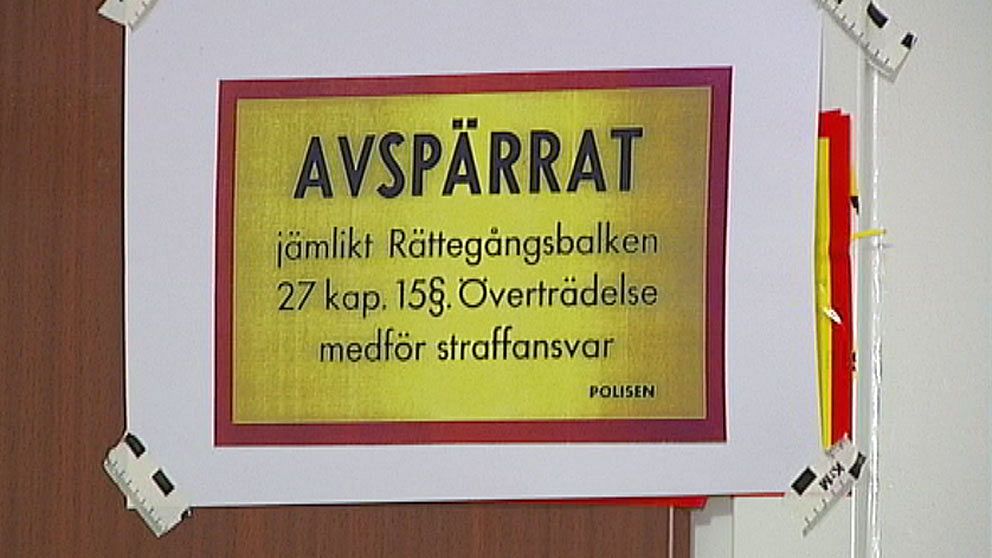 AVSPÄRRAT
jämlikt Rättegångsbalken
27 kap. 15§. Överträdelse
medför straffansvar
POLISEN